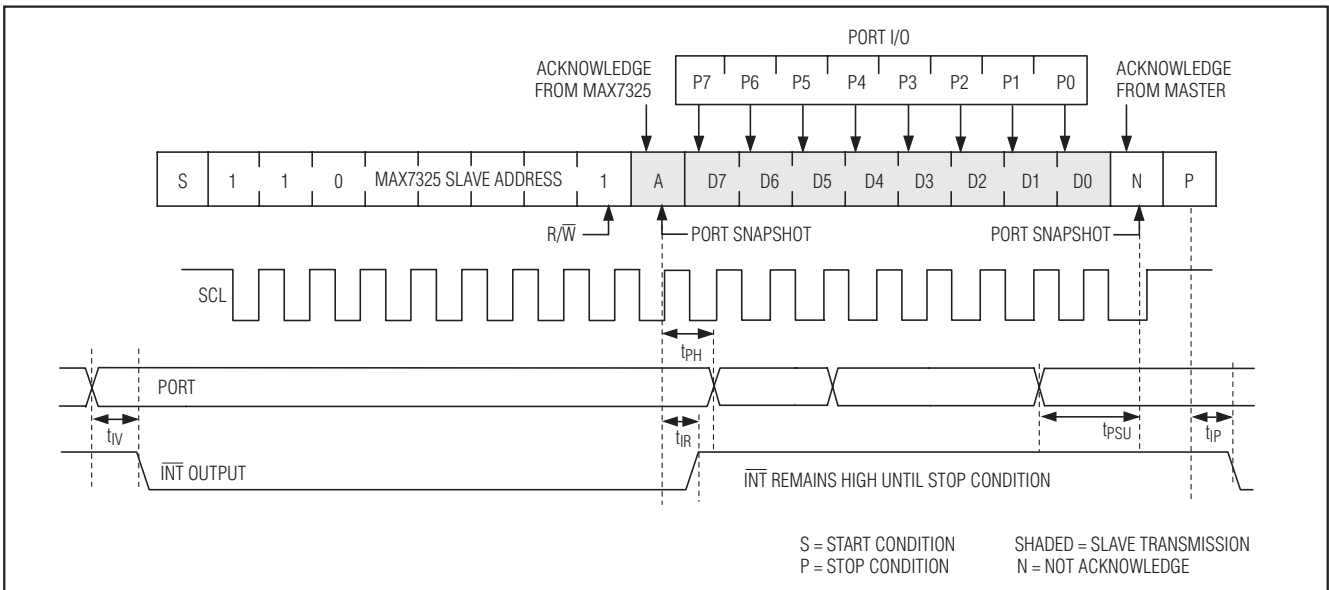 PORT I/O
ACKNOWLEDGE
FROM MAX7325
P7 P6 P5 P4 P3 P2 P1 P0
ACKNOWLEDGE
FROM MASTER
S 1 1 0 MAX7325 SLAVE ADDRESS 1 A D7 D6 D5 D4 D3 D2 D1 D0 N P
R/W̅
PORT SNAPSHOT
PORT SNAPSHOT
SCL
tPH
PORT
tIV
tIR
tPSU
tIP
I̅N̅T̅ OUTPUT
I̅N̅T̅ REMAINS HIGH UNTIL STOP CONDITION
S = START CONDITION
P = STOP CONDITION
SHADED = SLAVE TRANSMISSION
N = NOT ACKNOWLEDGE